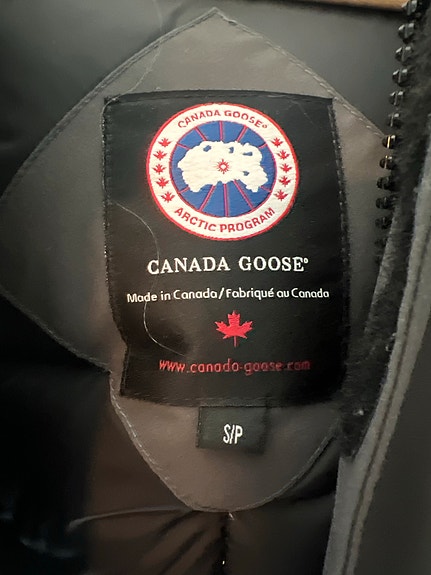 CANADA GOOSE®
ARCTIC PROGRAM
CANADA GOOSE®
Made in Canada/Fabriqué au Canada
www.canada-goose.com
S/P